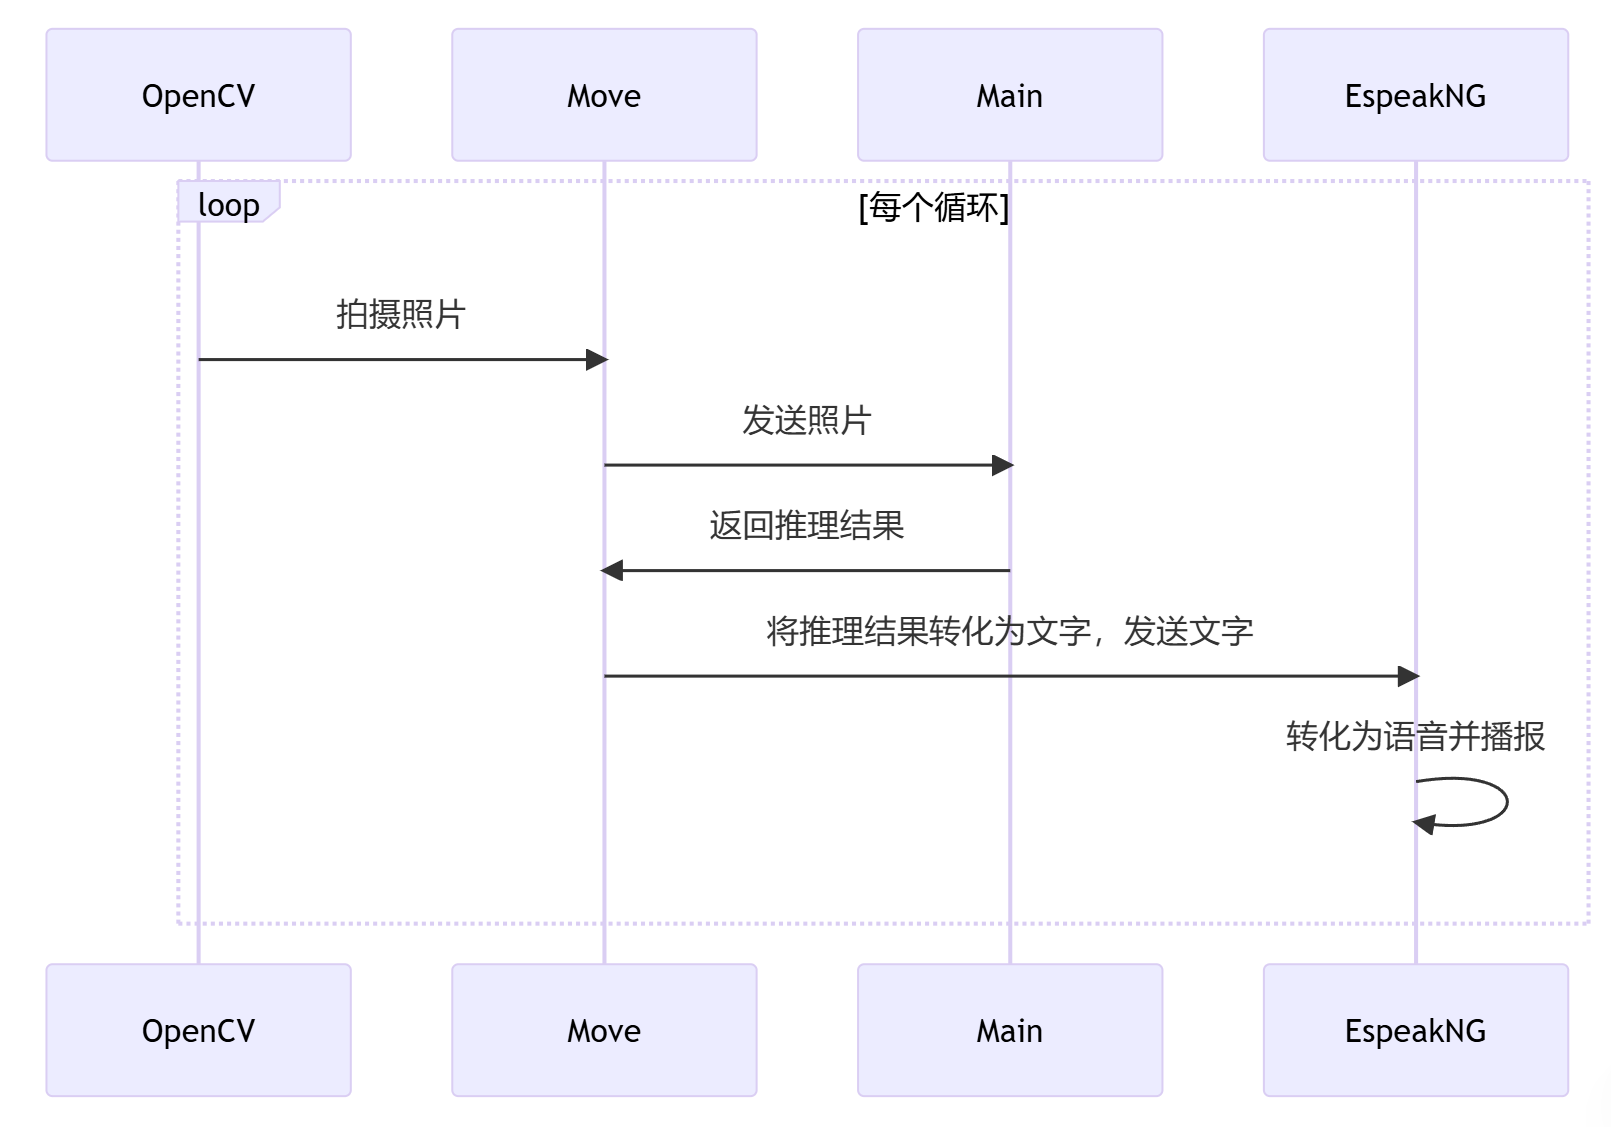 OpenCV
Move
Main
EspeakNG
loop
[每个循环]
拍摄照片
发送照片
返回推理结果
将推理结果转化为文字，发送文字
转化为语音并播报
OpenCV
Move
Main
EspeakNG